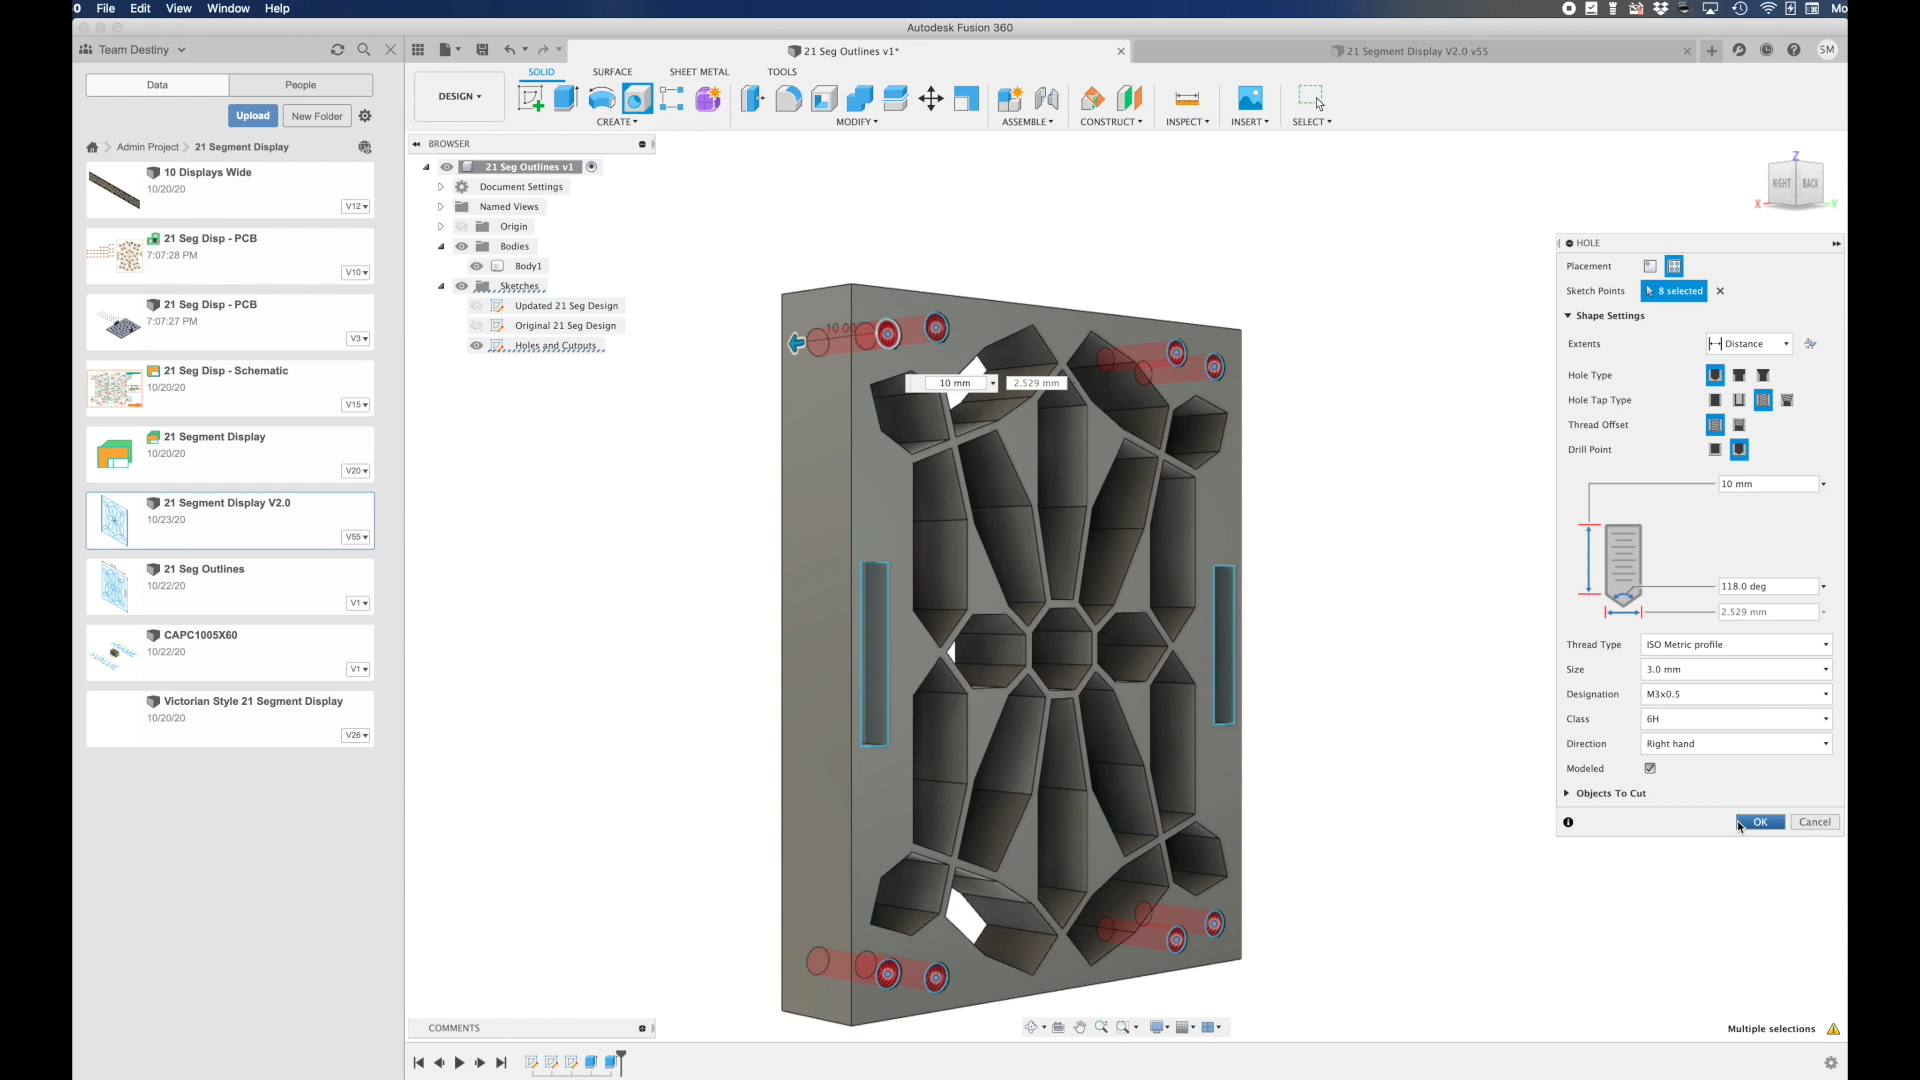 File Edit View Window Help
Mo
Autodesk Fusion 360
Team Destiny
21 Seg Outlines v1*
21 Segment Display V2.0 v55
SM
Data
People
SOLID
SURFACE
SHEET METAL
TOOLS
Upload
New Folder
DESIGN
CREATE
MODIFY
ASSEMBLE
CONSTRUCT
INSPECT
INSERT
SELECT
Admin Project
21 Segment Display
BROWSER
21 Seg Outlines v1
Document Settings
Named Views
Origin
Bodies
Body1
Sketches
Updated 21 Seg Design
Original 21 Seg Design
Holes and Cutouts
10 Displays Wide
10/20/20
V12
21 Seg Disp - PCB
7:07:28 PM
V10
21 Seg Disp - PCB
7:07:27 PM
V3
21 Seg Disp - Schematic
10/20/20
V15
21 Segment Display
10/20/20
V20
21 Segment Display V2.0
10/23/20
V55
21 Seg Outlines
10/22/20
V1
CAPC1005X60
10/22/20
V1
>NAME
>VALUE
Victorian Style 21 Segment Display
10/20/20
V26
Z
RIGHT
BACK
X
Y
10.00
10 mm
2.529 mm
HOLE
Placement
Sketch Points
8 selected
Shape Settings
Extents
Distance
Hole Type
Hole Tap Type
Thread Offset
Drill Point
10 mm
118.0 deg
2.529 mm
Thread Type
ISO Metric profile
Size
3.0 mm
Designation
M3x0.5
Class
6H
Direction
Right hand
Modeled
Objects To Cut
OK
Cancel
COMMENTS
Multiple selections